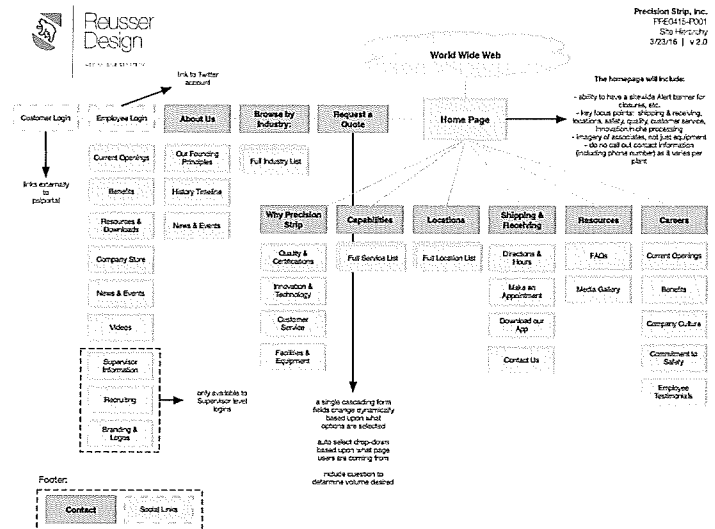 Reusser
Design
Precision Strip, Inc.
PPE0415-P001
Site Hierarchy
3/23/16 | v 2.0
World Wide Web
link to Twitter
account
The homepage will include:
- ability to have a sitewide Alert banner for
closures, etc.
- key focus points: shipping & receiving,
locations, safety, quality, customer service,
innovation in the processing
- imagery of associates, not just equipment
- do no call out contact information
(including phone number) as it varies per
plant
Customer Login
Employee Login
About Us
Browse by
Industry:
Request a
Quote
Home Page
links externally
to
psiportal
Current Openings
Benefits
Resources &
Downloads
Company Store
News & Events
Videos
Supervisor
Information
Recruiting
Branding &
Logos
only available to
Supervisor level
logins
Our Founding
Principles
History Timeline
News & Events
Full Industry List
Why Precision
Strip
Capabilities
Locations
Shipping &
Receiving
Resources
Careers
Quality &
Certifications
Innovation &
Technology
Customer
Service
Facilities &
Equipment
Full Service List
Full Location List
Directions &
Hours
Make an
Appointment
Download our
App
Contact Us
FAQs
Media Gallery
Current Openings
Benefits
Company Culture
Commitment to
Safety
Employee
Testimonials
a single cascading form
fields change dynamically
based upon what
options are selected
auto select drop-down
based upon what page
users are coming from
include question to
determine volume desired
Footer:
Contact
Social Links